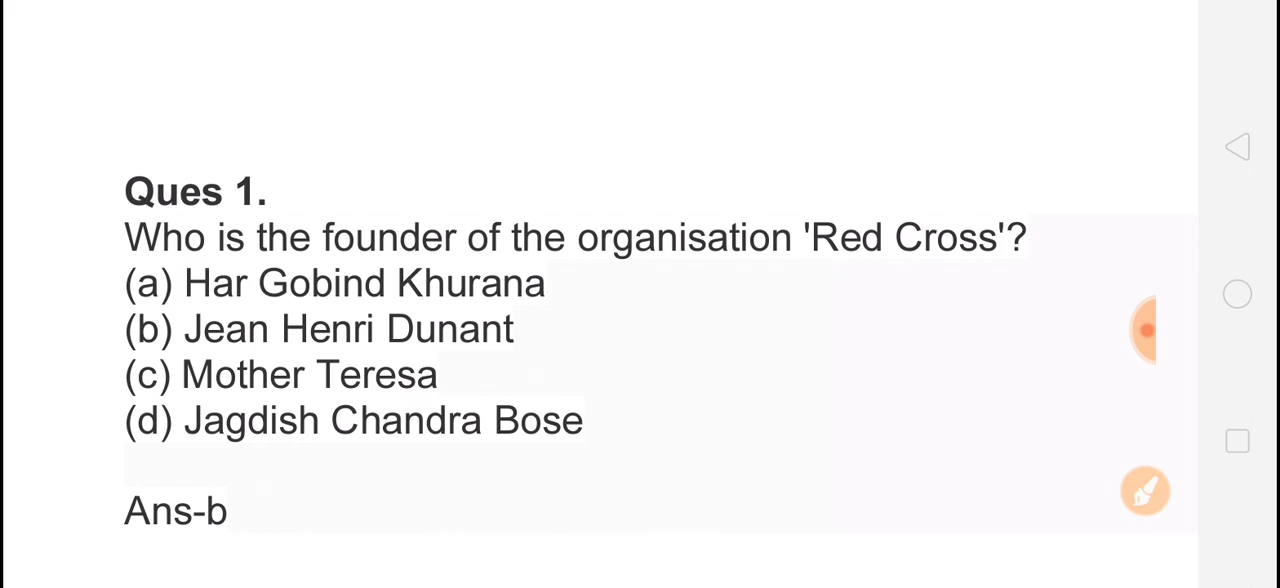 Ques 1.
Who is the founder of the organisation 'Red Cross'?
(a) Har Gobind Khurana
(b) Jean Henri Dunant
(c) Mother Teresa
(d) Jagdish Chandra Bose
Ans-b